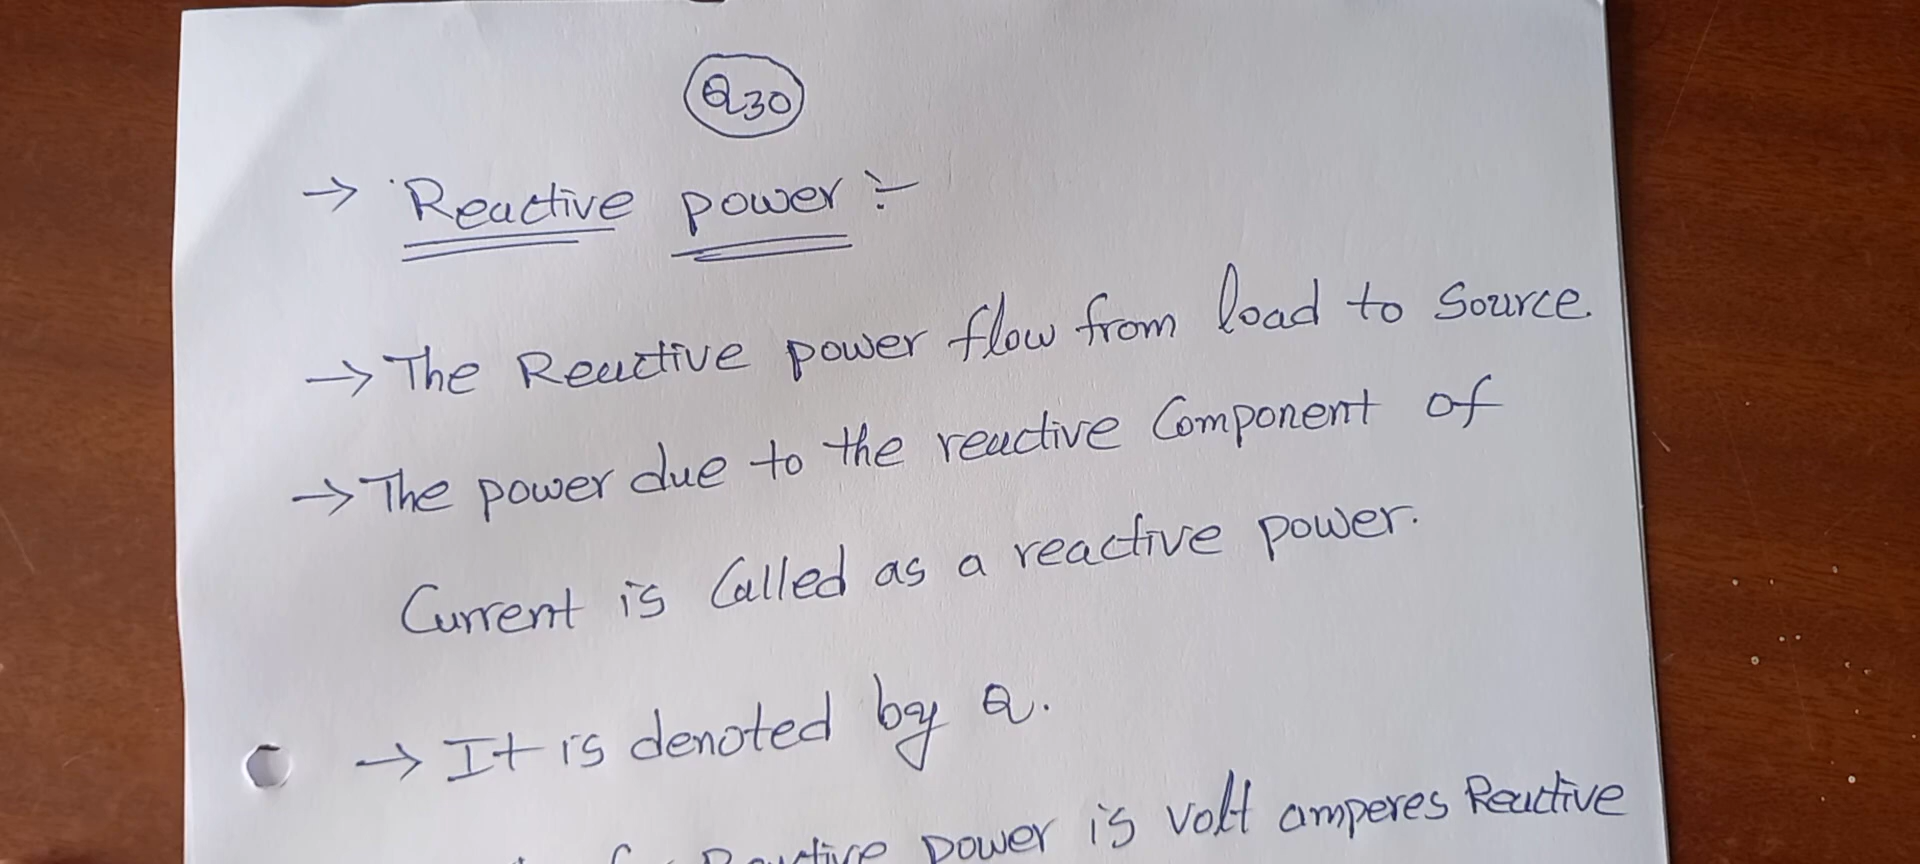 Q30
→ Reactive power :-
→ The Reactive power flow from load to Source.
→ The power due to the reactive Component of
Current is Called as a reactive power.
→ It is denoted by Q.
Reactive power is volt amperes Reactive